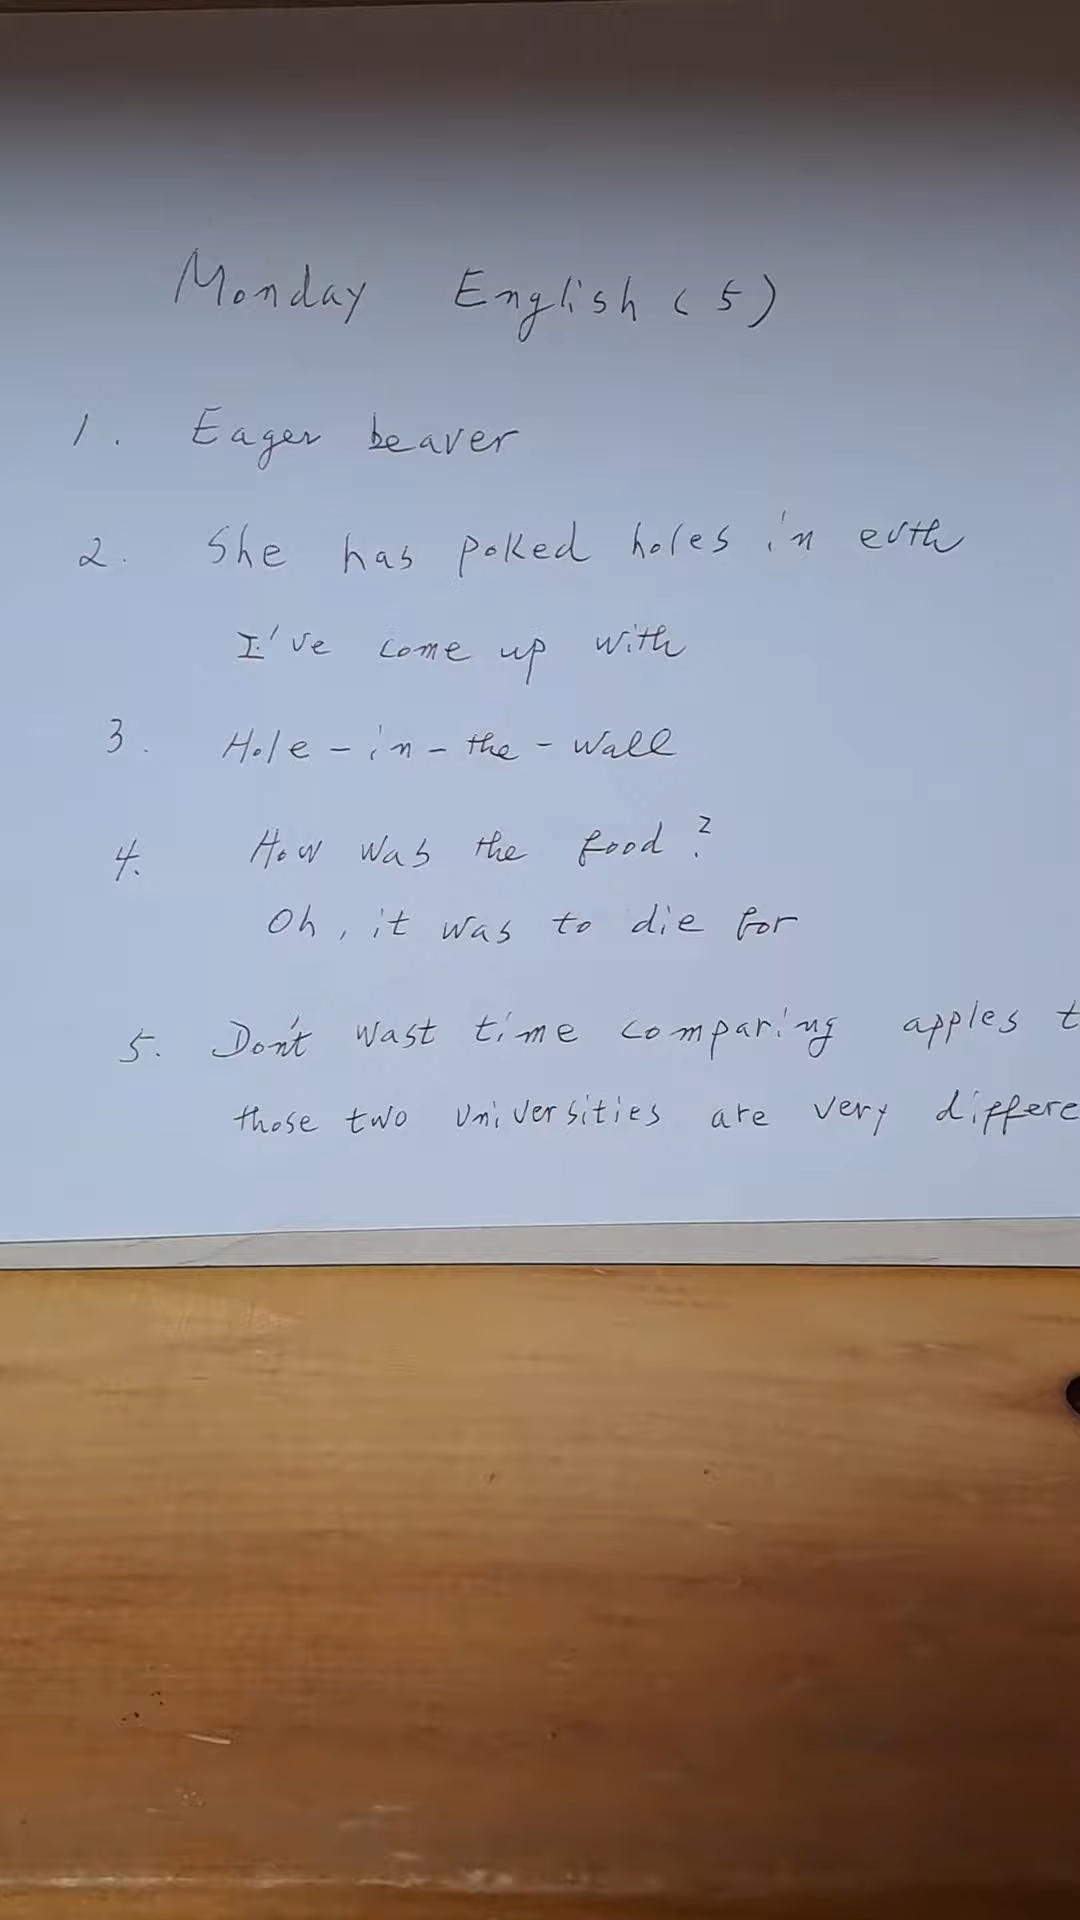 Monday English (5)
1. Eager beaver
2. She has poked holes in evth
I've come up with
3. Hole-in-the-wall
4. How was the food?
Oh, it was to die for
5. Don't wast time comparing apples t
those two universities are very differe